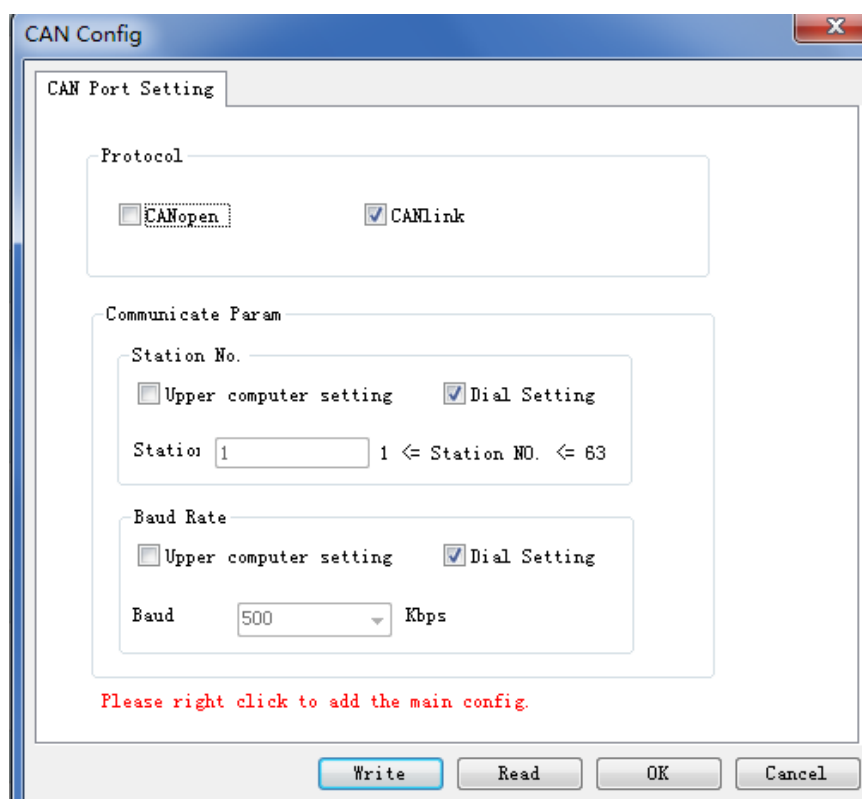 CAN Config
CAN Port Setting
Protocol
CANopen CANlink
Communicate Param
Station No.
Upper computer setting Dial Setting
Statio 1 1 <= Station NO. <= 63
Baud Rate
Upper computer setting Dial Setting
Baud 500 Kbps
Please right click to add the main config.
Write Read OK Cancel